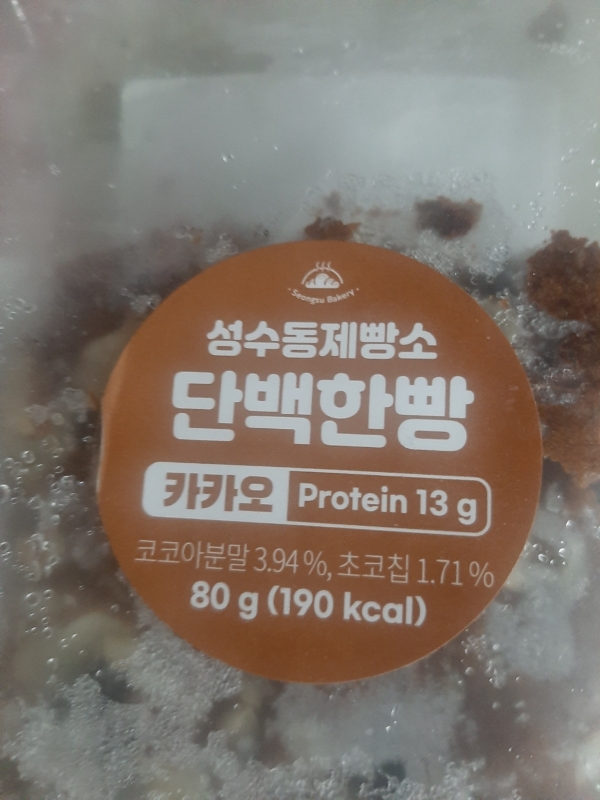 · Seongsu Bakery ·
성수동제빵소
단백한빵
카카오 Protein 13 g
코코아분말 3.94 %, 초코칩 1.71 %
80 g (190 kcal)